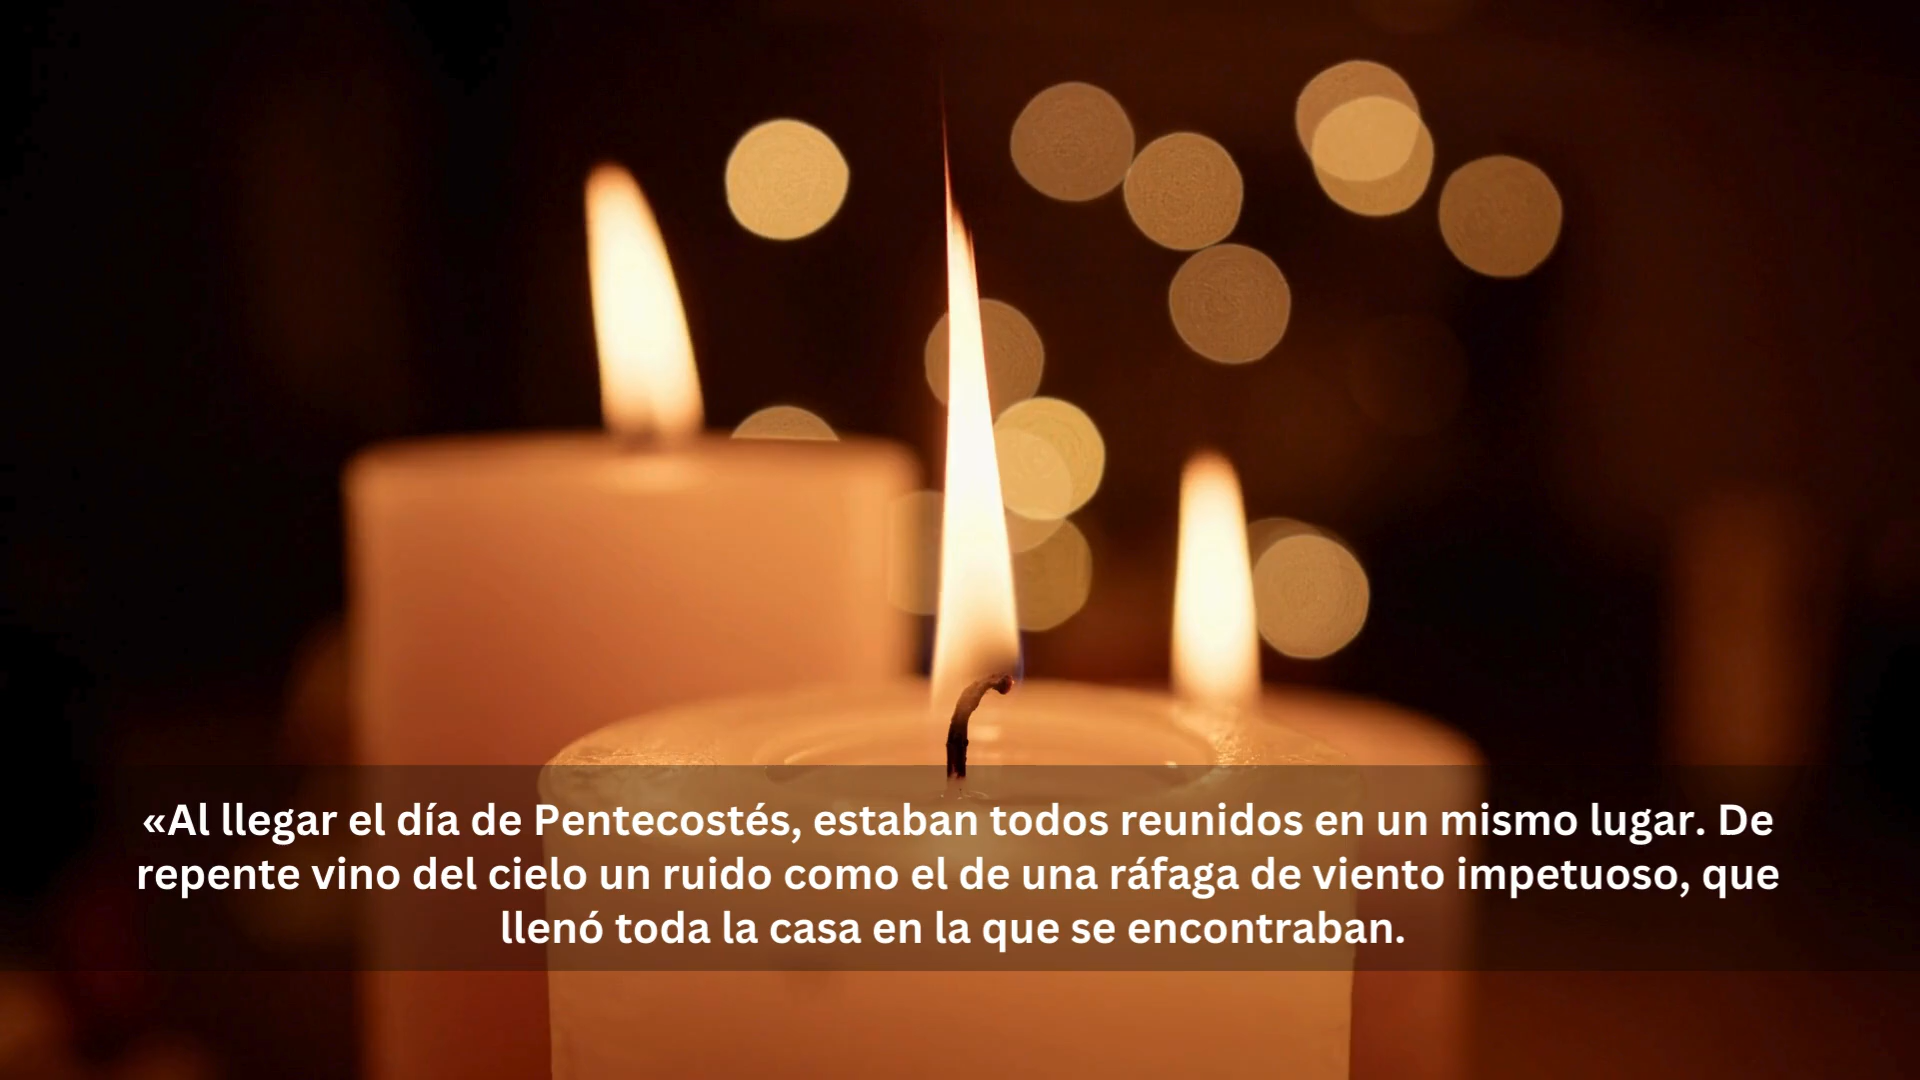 «Al llegar el día de Pentecostés, estaban todos reunidos en un mismo lugar. De
repente vino del cielo un ruido como el de una ráfaga de viento impetuoso, que
llenó toda la casa en la que se encontraban.